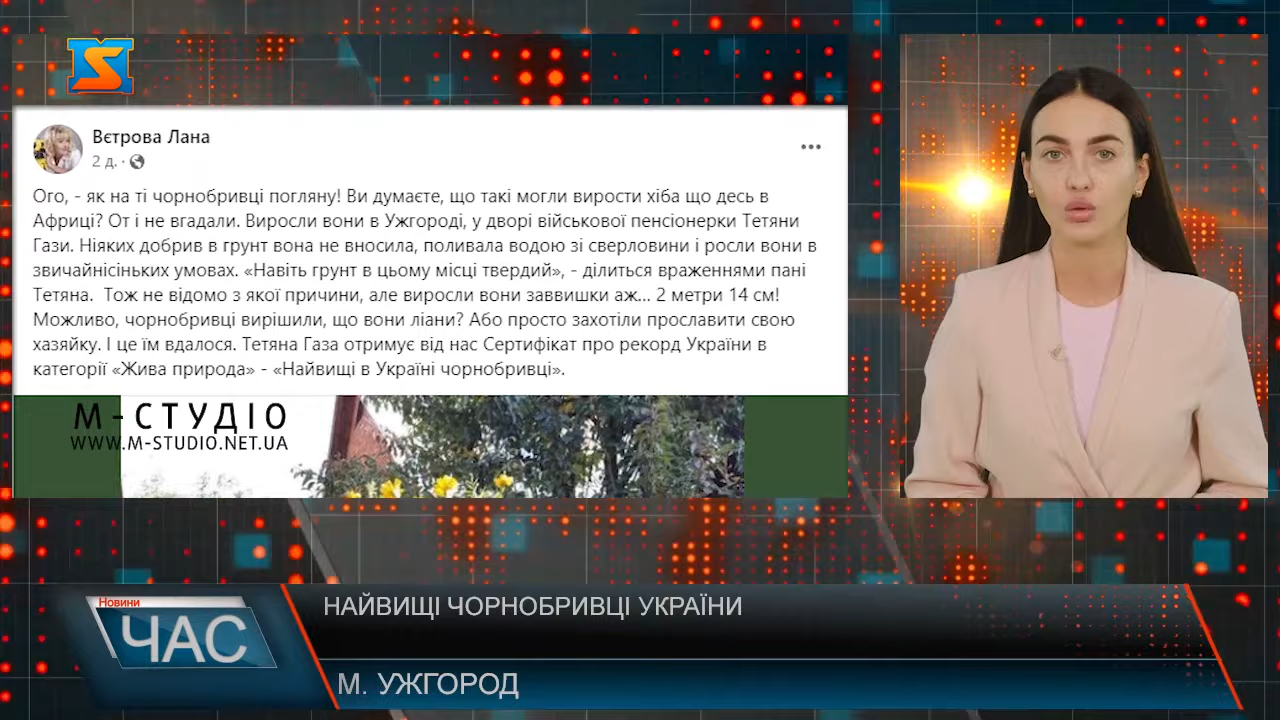 Вєтрова Лана
2 д. ·
Ого, - як на ті чорнобривці погляну! Ви думаєте, що такі могли вирости хіба що десь в
Африці? От і не вгадали. Виросли вони в Ужгороді, у дворі військової пенсіонерки Тетяни
Гази. Ніяких добрив в грунт вона не вносила, поливала водою зі сверловини і росли вони в
звичайнісіньких умовах. «Навіть грунт в цьому місці твердий», - ділиться враженнями пані
Тетяна. Тож не відомо з якої причини, але виросли вони заввишки аж... 2 метри 14 см!
Можливо, чорнобривці вирішили, що вони ліани? Або просто захотіли прославити свою
хазяйку. І це їм вдалося. Тетяна Газа отримує від нас Сертифікат про рекорд України в
категорії «Жива природа» - «Найвищі в Україні чорнобривці».
М-СТУДІО
WWW.M-STUDIO.NET.UA
Новини
ЧАС
НАЙВИЩІ ЧОРНОБРИВЦІ УКРАЇНИ
М. УЖГОРОД